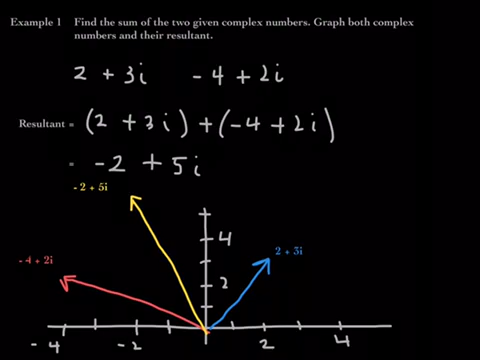 Example 1 Find the sum of the two given complex numbers. Graph both complex
numbers and their resultant.
2 + 3i - 4 + 2i
Resultant = (2 + 3i) + (-4 + 2i)
= -2 + 5i
- 2 + 5i
4
2 + 3i
- 4 + 2i
2
- 4 -2 2 4